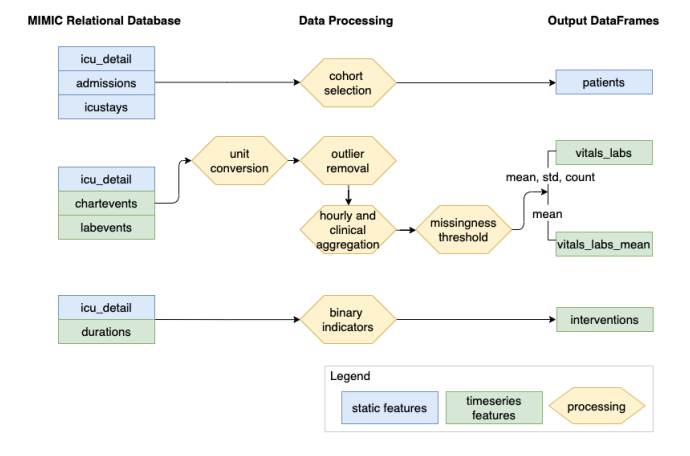 MIMIC Relational Database
Data Processing
Output DataFrames
icu_detail
admissions
icustays
cohort
selection
patients
icu_detail
chartevents
labevents
unit
conversion
outlier
removal
hourly and
clinical
aggregation
missingness
threshold
vitals_labs
mean, std, count
mean
vitals_labs_mean
icu_detail
durations
binary
indicators
interventions
Legend
static features
timeseries
features
processing